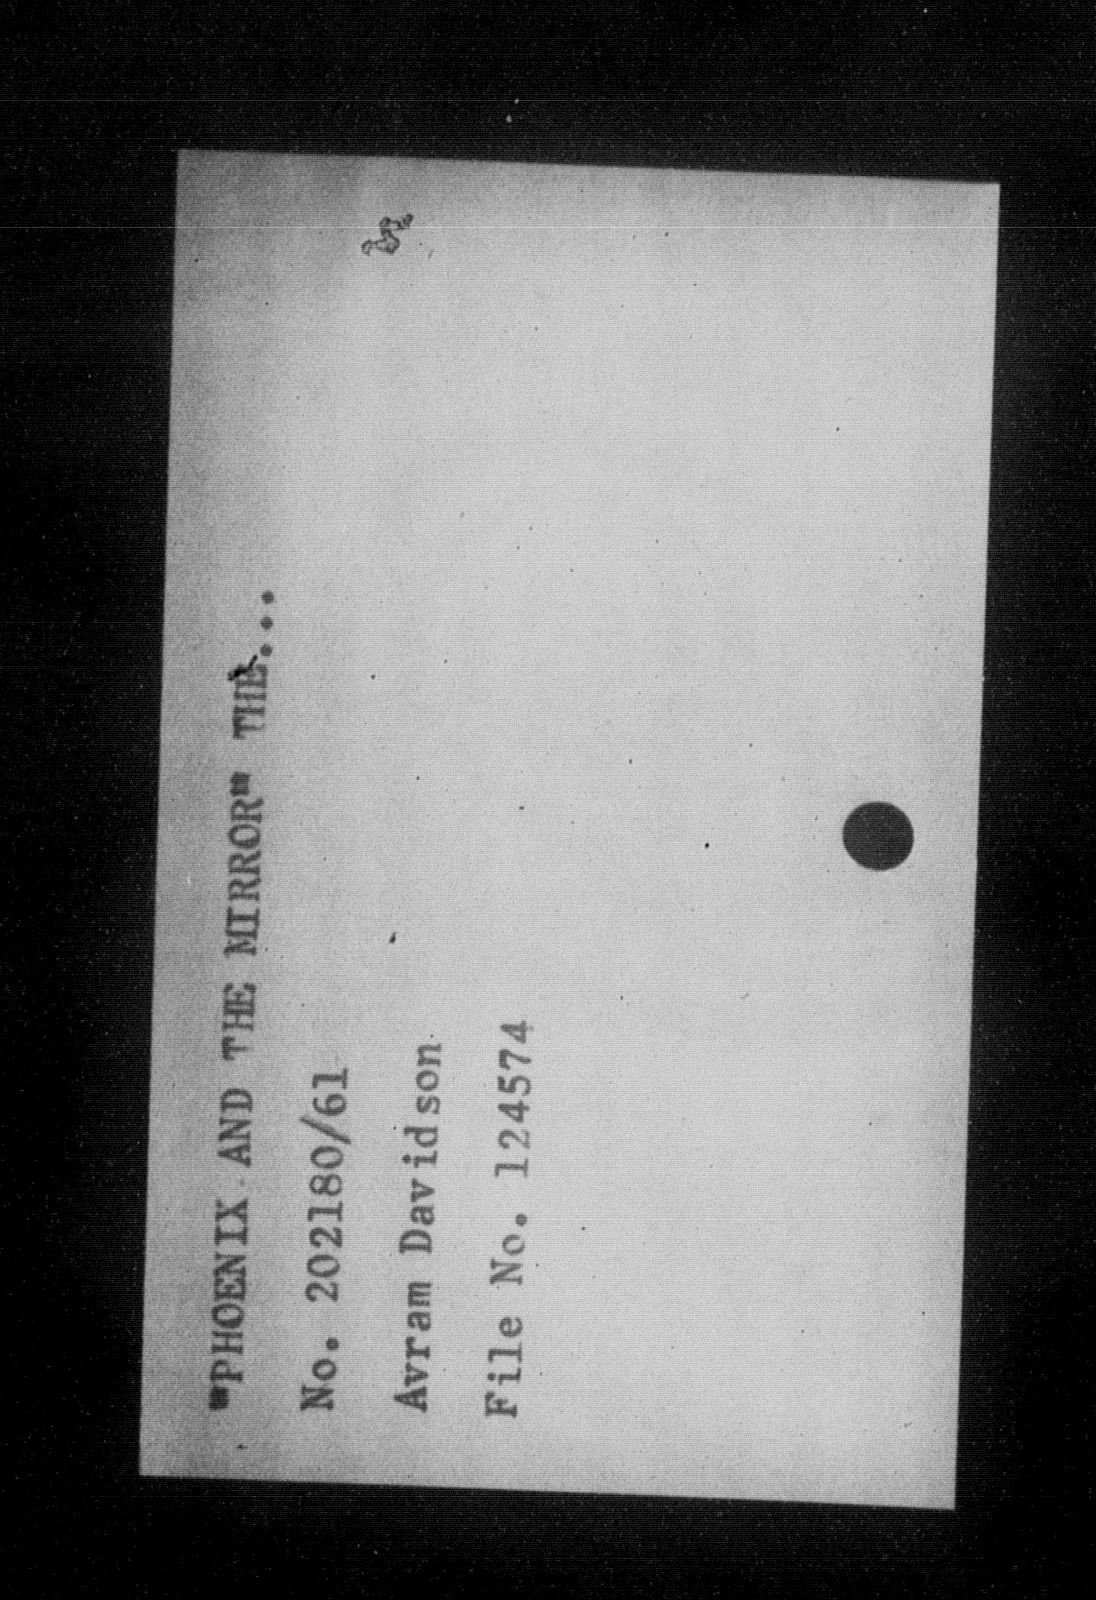 "PHOENIX AND THE MIRROR" THE...
No. 202180/61
Avram Davidson
File No. 124574